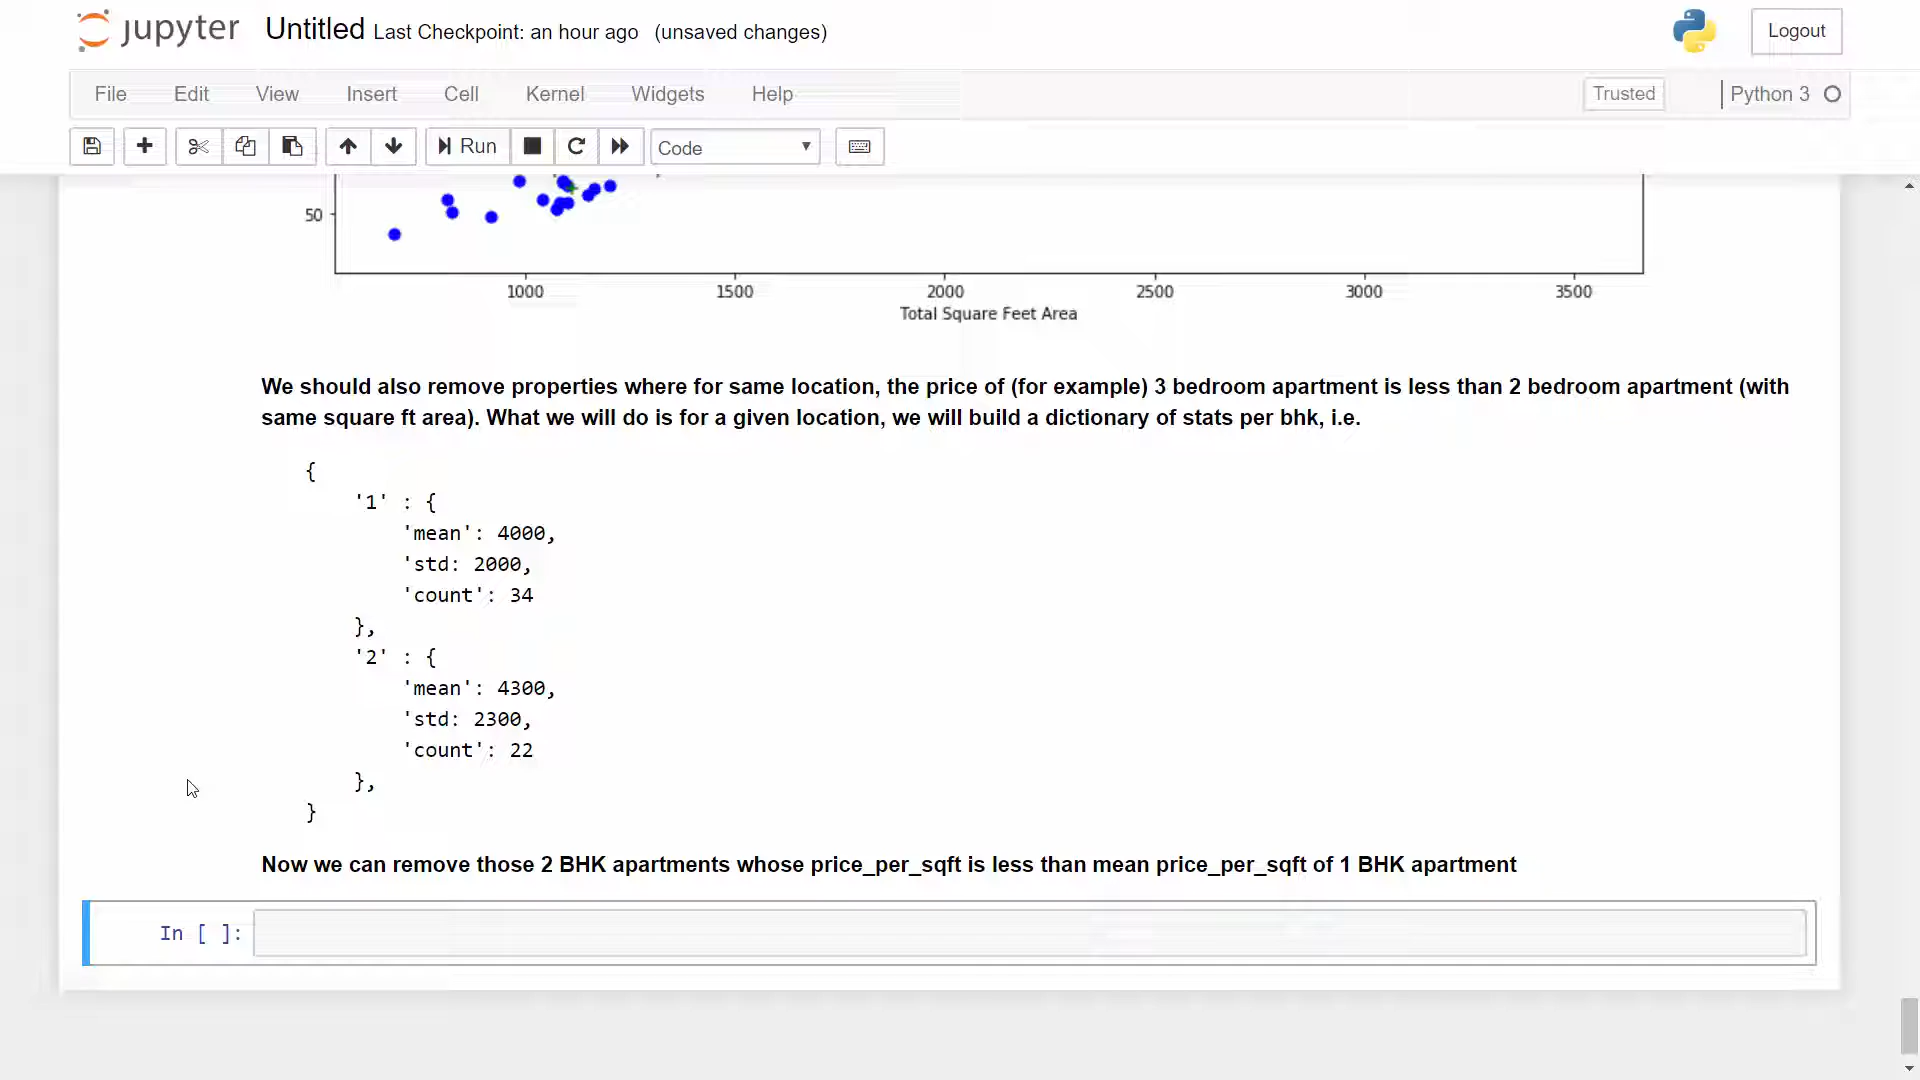 jupyter Untitled Last Checkpoint: an hour ago (unsaved changes) Logout
File Edit View Insert Cell Kernel Widgets Help Trusted Python 3
Run Code
50
1000 1500 2000 2500 3000 3500
Total Square Feet Area
We should also remove properties where for same location, the price of (for example) 3 bedroom apartment is less than 2 bedroom apartment (with
same square ft area). What we will do is for a given location, we will build a dictionary of stats per bhk, i.e.
{
'1' : {
'mean': 4000,
'std: 2000,
'count': 34
},
'2' : {
'mean': 4300,
'std: 2300,
'count': 22
},
}
Now we can remove those 2 BHK apartments whose price_per_sqft is less than mean price_per_sqft of 1 BHK apartment
In [ ]: